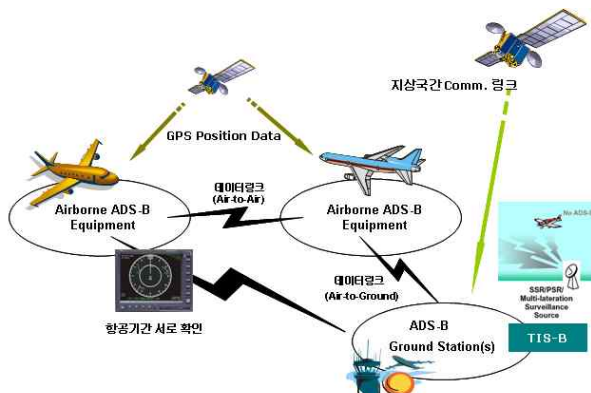 지상국간 Comm. 링크
GPS Position Data
데이터링크
(Air-to-Air)
Airborne ADS-B
Equipment
Airborne ADS-B
Equipment
No ADS-B
데이터링크
(Air-to-Ground)
SSR/PSR/
Multi-lateration
Surveillance
Source
항공기간 서로 확인
ADS-B
Ground Station(s)
TIS-B